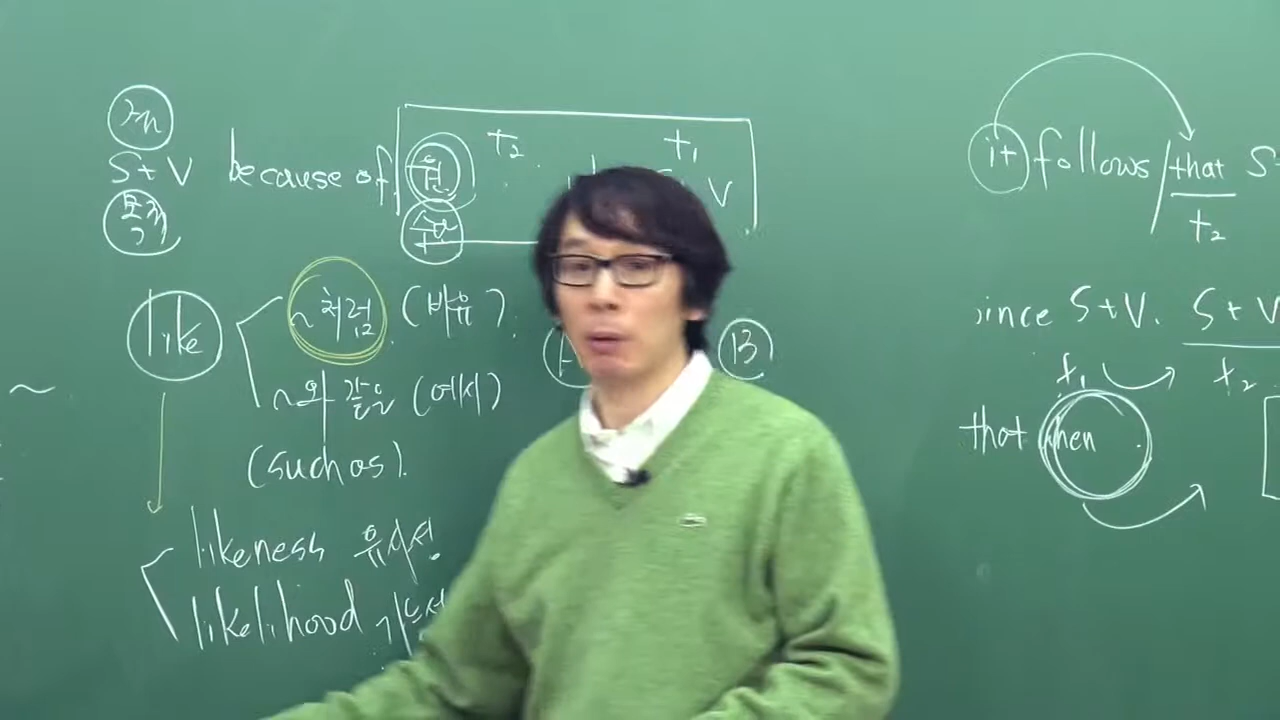 t₂ t₁
S+V because of V
like ~처럼 (비유)
B
~와 같은 (예시)
(such as).
likeness 유사성
likelihood
it follows / that S+
t₂
since S+V. S+V
t₁ t₂
that when